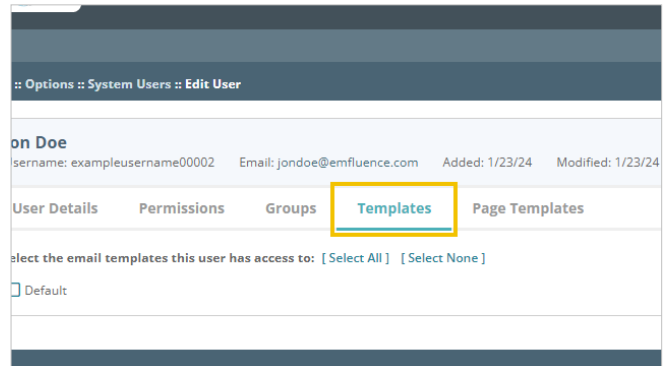 :: Options :: System Users :: Edit User
on Doe
sername: exampleusername00002 Email: jondoe@emfluence.com Added: 1/23/24 Modified: 1/23/24
User Details Permissions Groups Templates Page Templates
elect the email templates this user has access to: [ Select All ] [ Select None ]
Default